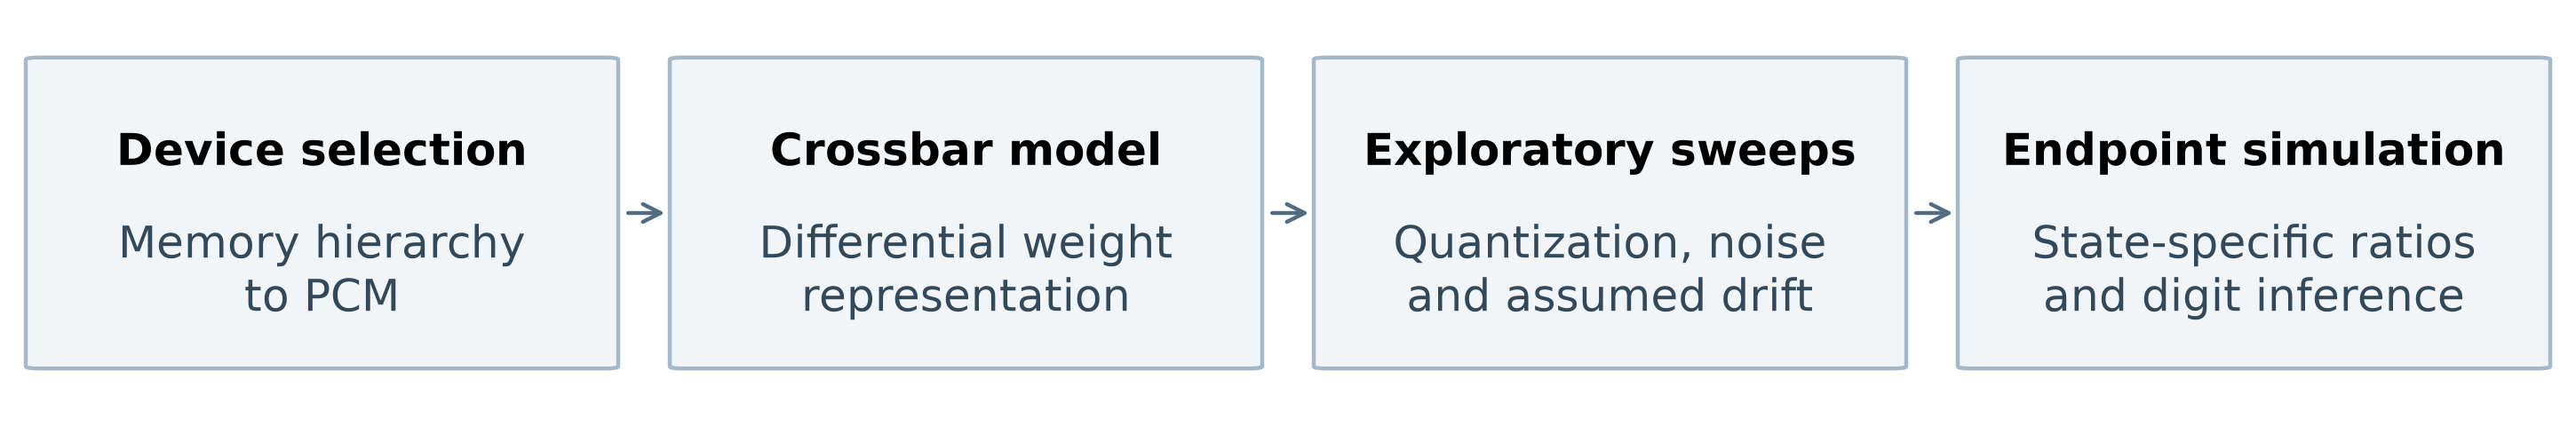 Device selection
Memory hierarchy
to PCM
Crossbar model
Differential weight
representation
Exploratory sweeps
Quantization, noise
and assumed drift
Endpoint simulation
State-specific ratios
and digit inference